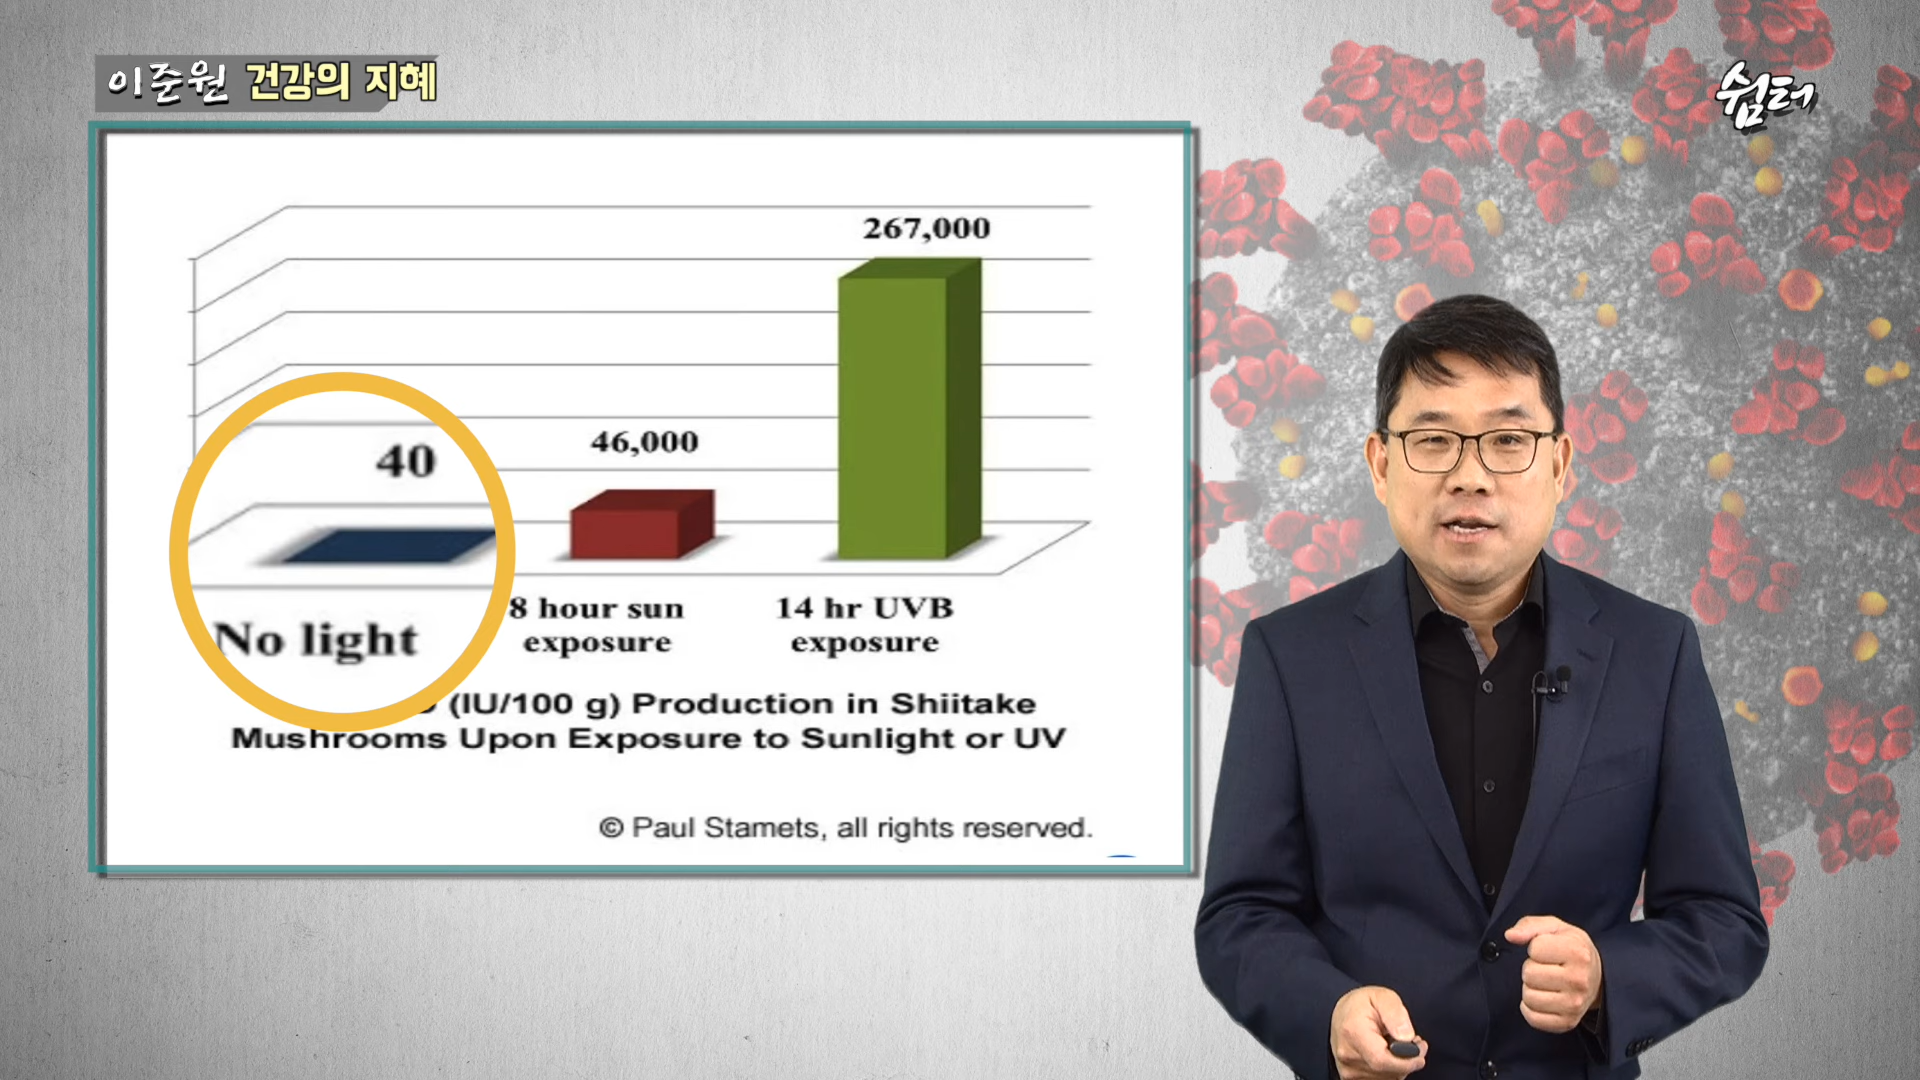 이준원 건강의 지혜
쉼터
267,000
46,000
40
No light
8 hour sun
exposure
14 hr UVB
exposure
(IU/100 g) Production in Shiitake
Mushrooms Upon Exposure to Sunlight or UV
© Paul Stamets, all rights reserved.